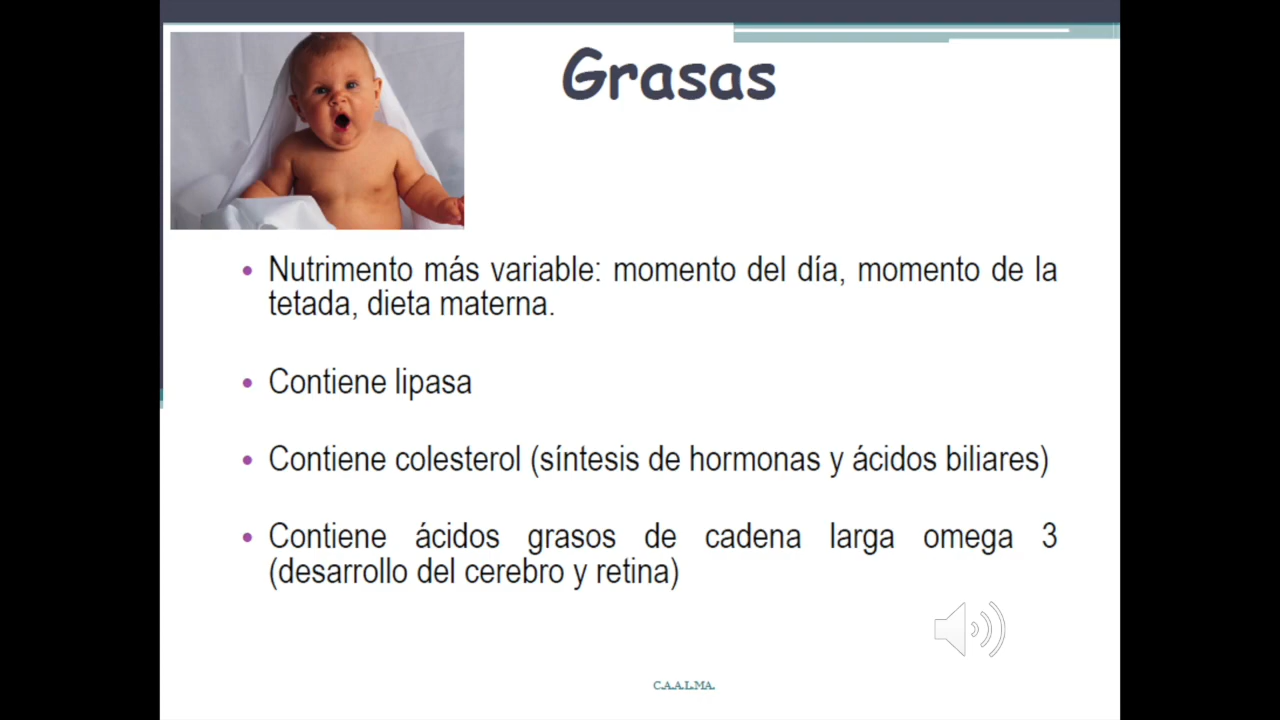 Grasas
• Nutrimento más variable: momento del día, momento de la
tetada, dieta materna.
• Contiene lipasa
• Contiene colesterol (síntesis de hormonas y ácidos biliares)
• Contiene ácidos grasos de cadena larga omega 3
(desarrollo del cerebro y retina)
C.A.A.L.MA.